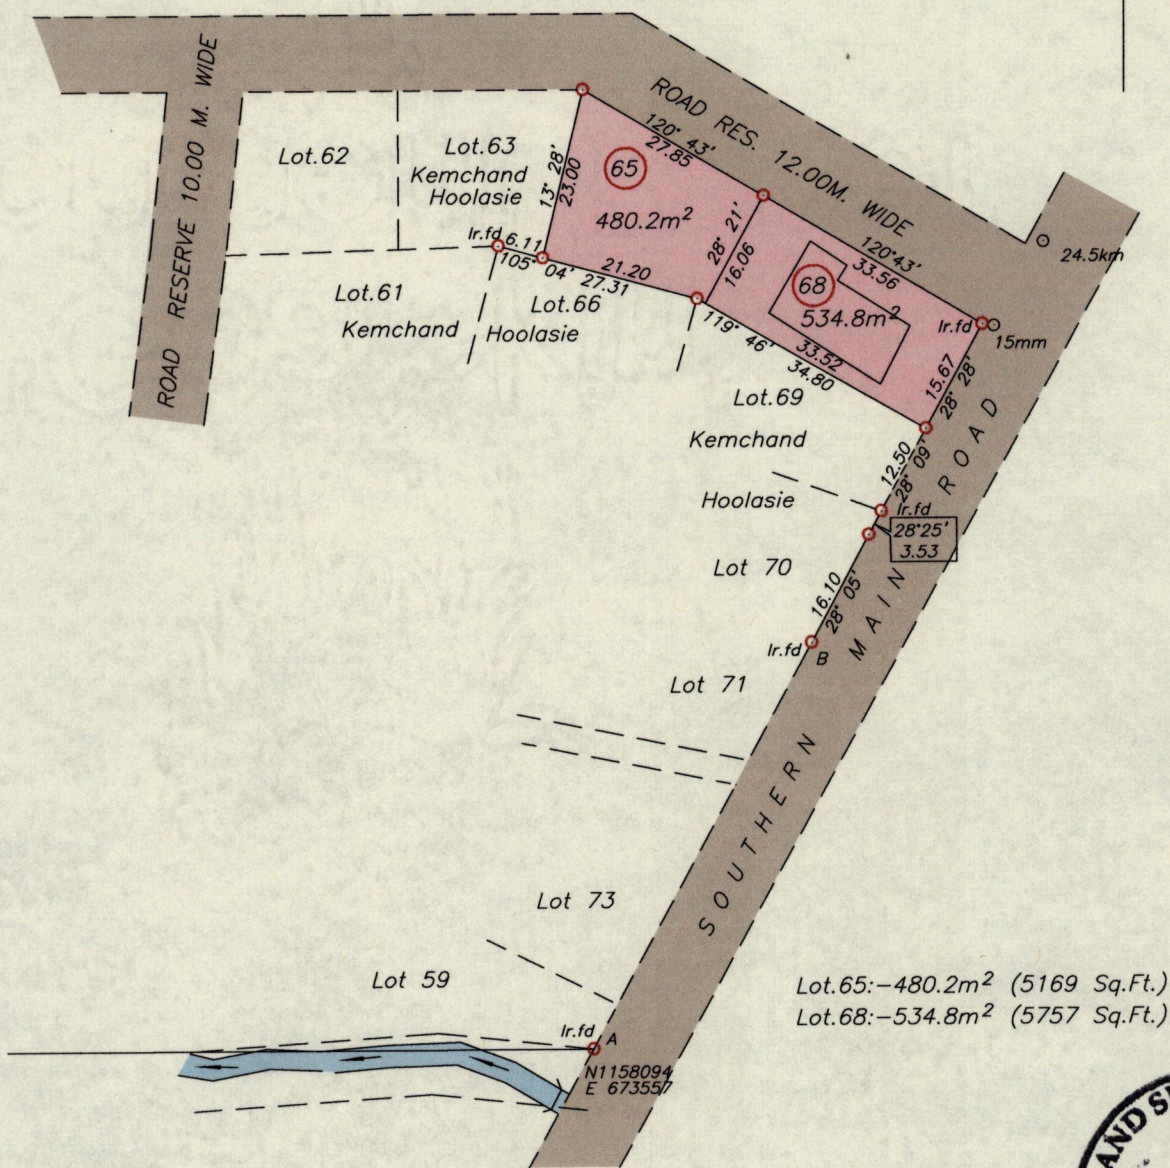 ROAD RESERVE 10.00 M. WIDE
ROAD RES. 12.00M. WIDE
Lot.62
Lot.63
Kemchand
Hoolasie
13° 28'
23.00
120° 43'
27.85
65
480.2m²
28° 21'
16.06
120°43'
33.56
68
534.8m²
24.5km
Ir.fd
15mm
Ir.fd
6.11
105° 04'
21.20
27.31
Lot.61
Kemchand
Lot.66
Hoolasie
119° 46'
33.52
34.80
15.67
28° 28'
Lot.69
Kemchand
12.50
28° 09'
Hoolasie
Ir.fd
28°25'
3.53
Lot 70
16.10
28° 05'
Ir.fd
B
Lot 71
SOUTHERN MAIN ROAD
Lot 73
Lot 59
Lot.65:-480.2m² (5169 Sq.Ft.)
Lot.68:-534.8m² (5757 Sq.Ft.)
Ir.fd
A
N1158094
E 673557